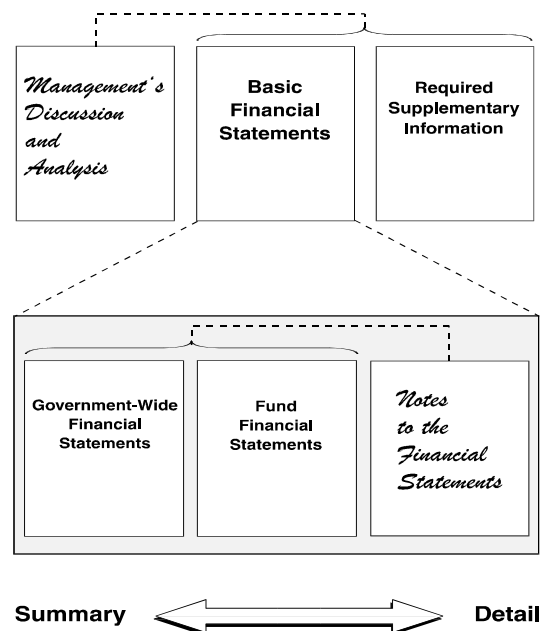 Management's
Discussion
and
Analysis
Basic
Financial
Statements
Required
Supplementary
Information
Government-Wide
Financial
Statements
Fund
Financial
Statements
Notes
to the
Financial
Statements
Summary
Detail